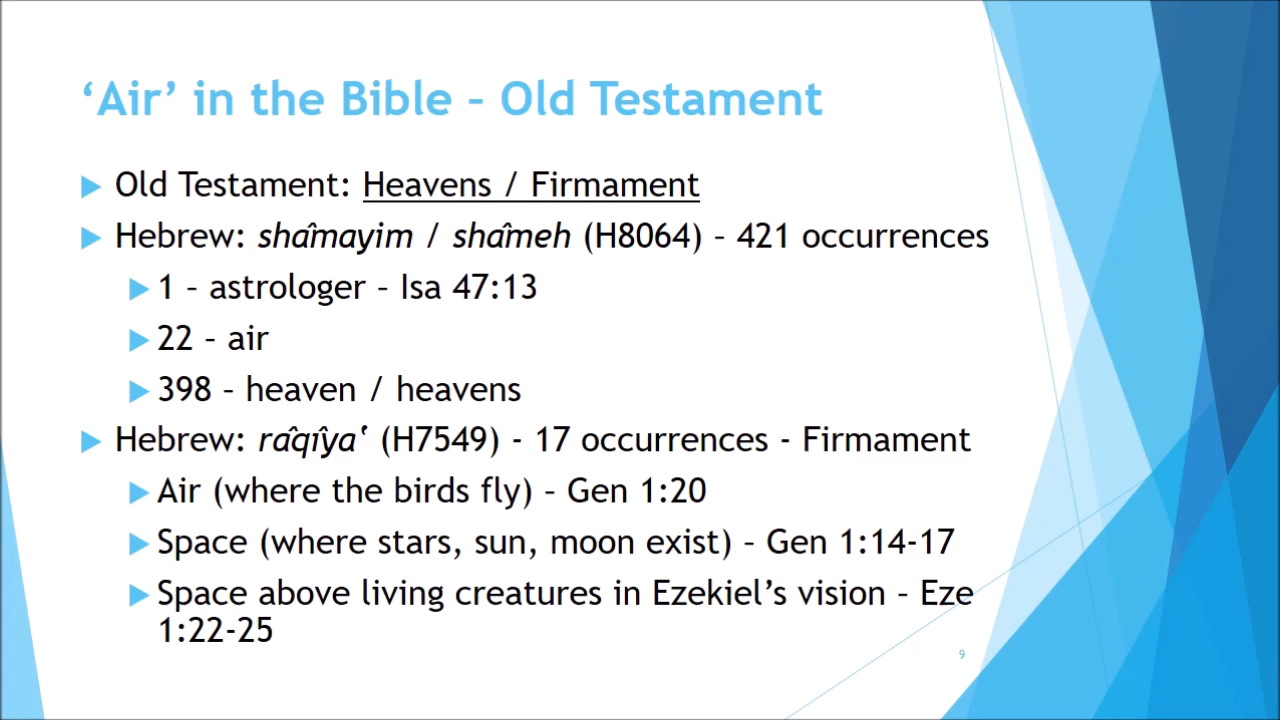 ‘Air’ in the Bible – Old Testament
Old Testament: Heavens / Firmament
Hebrew: shâmayim / shâmeh (H8064) – 421 occurrences
1 – astrologer – Isa 47:13
22 – air
398 – heaven / heavens
Hebrew: râqîya‛ (H7549) - 17 occurrences - Firmament
Air (where the birds fly) – Gen 1:20
Space (where stars, sun, moon exist) – Gen 1:14-17
Space above living creatures in Ezekiel’s vision – Eze
1:22-25
9